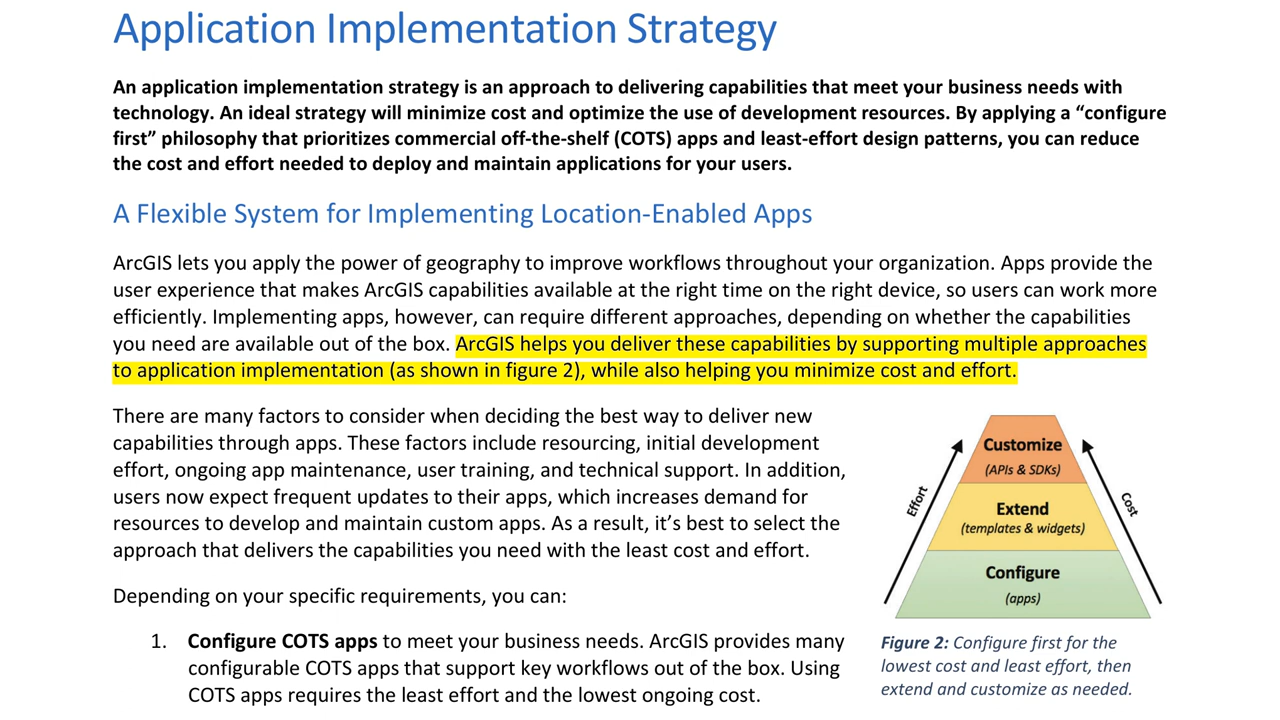 Application Implementation Strategy
An application implementation strategy is an approach to delivering capabilities that meet your business needs with
technology. An ideal strategy will minimize cost and optimize the use of development resources. By applying a “configure
first” philosophy that prioritizes commercial off-the-shelf (COTS) apps and least-effort design patterns, you can reduce
the cost and effort needed to deploy and maintain applications for your users.
A Flexible System for Implementing Location-Enabled Apps
ArcGIS lets you apply the power of geography to improve workflows throughout your organization. Apps provide the
user experience that makes ArcGIS capabilities available at the right time on the right device, so users can work more
efficiently. Implementing apps, however, can require different approaches, depending on whether the capabilities
you need are available out of the box. ArcGIS helps you deliver these capabilities by supporting multiple approaches
to application implementation (as shown in figure 2), while also helping you minimize cost and effort.
There are many factors to consider when deciding the best way to deliver new
capabilities through apps. These factors include resourcing, initial development
effort, ongoing app maintenance, user training, and technical support. In addition,
users now expect frequent updates to their apps, which increases demand for
resources to develop and maintain custom apps. As a result, it’s best to select the
approach that delivers the capabilities you need with the least cost and effort.
Depending on your specific requirements, you can:
1. Configure COTS apps to meet your business needs. ArcGIS provides many
configurable COTS apps that support key workflows out of the box. Using
COTS apps requires the least effort and the lowest ongoing cost.
Customize
(APIs & SDKs)
Effort
Cost
Extend
(templates & widgets)
Configure
(apps)
Figure 2: Configure first for the
lowest cost and least effort, then
extend and customize as needed.